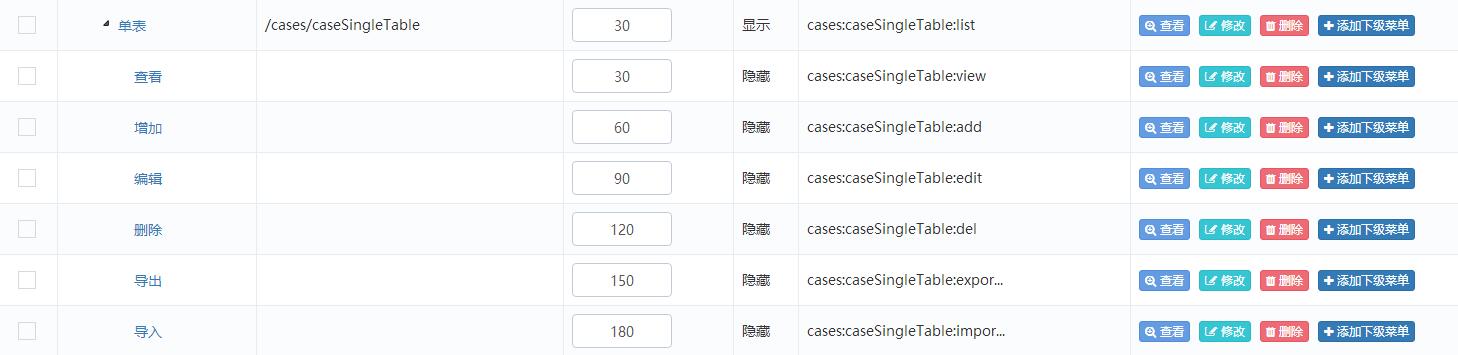 单表 /cases/caseSingleTable 30 显示 cases:caseSingleTable:list 查看 修改 删除 添加下级菜单
查看 30 隐藏 cases:caseSingleTable:view 查看 修改 删除 添加下级菜单
增加 60 隐藏 cases:caseSingleTable:add 查看 修改 删除 添加下级菜单
编辑 90 隐藏 cases:caseSingleTable:edit 查看 修改 删除 添加下级菜单
删除 120 隐藏 cases:caseSingleTable:del 查看 修改 删除 添加下级菜单
导出 150 隐藏 cases:caseSingleTable:expor... 查看 修改 删除 添加下级菜单
导入 180 隐藏 cases:caseSingleTable:impor... 查看 修改 删除 添加下级菜单